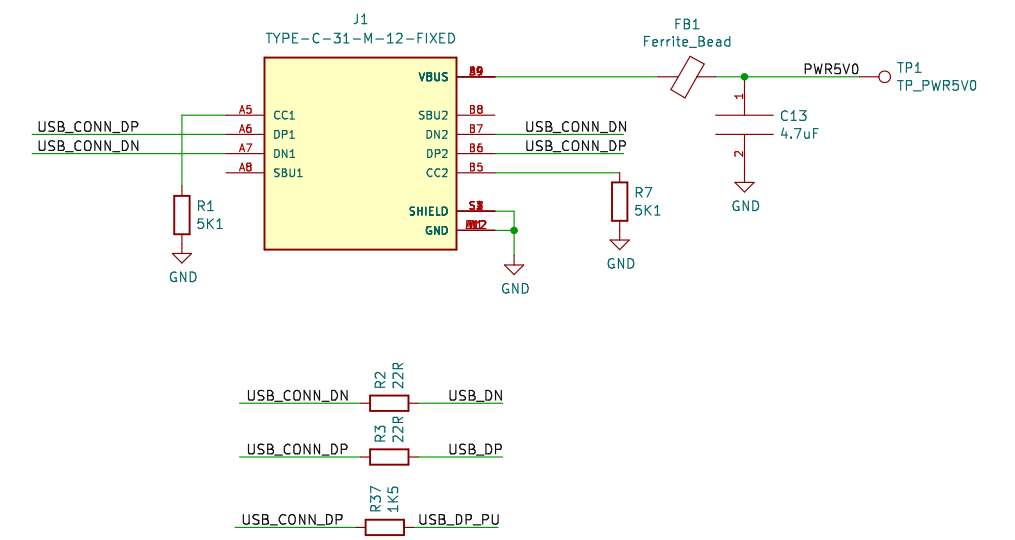 J1
TYPE-C-31-M-12-FIXED
FB1
Ferrite_Bead
VBUS
PWR5V0
TP1
TP_PWR5V0
A5 CC1
SBU2 B8
1
C13
4.7uF
USB_CONN_DP
A6 DP1
DN2 B7
USB_CONN_DN
USB_CONN_DN
A7 DN1
DP2 B6
USB_CONN_DP
2
A8 SBU1
CC2 B5
R1
5K1
R7
5K1
GND
SHIELD
GND
GND
GND
GND
R2
22R
USB_CONN_DN
USB_DN
R3
22R
USB_CONN_DP
USB_DP
R37
1K5
USB_CONN_DP
USB_DP_PU